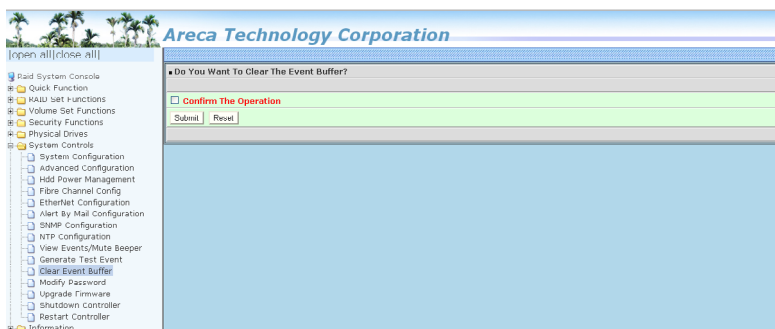 Areca Technology Corporation
|open all|close all|
Raid System Console
Quick Function
RAID Set Functions
Volume Set Functions
Security Functions
Physical Drives
System Controls
System Configuration
Advanced Configuration
Hdd Power Management
Fibre Channel Config
EtherNet Configuration
Alert By Mail Configuration
SNMP Configuration
NTP Configuration
View Events/Mute Beeper
Generate Test Event
Clear Event Buffer
Modify Password
Upgrade Firmware
Shutdown Controller
Restart Controller
Information
Do You Want To Clear The Event Buffer?
Confirm The Operation
Submit Reset